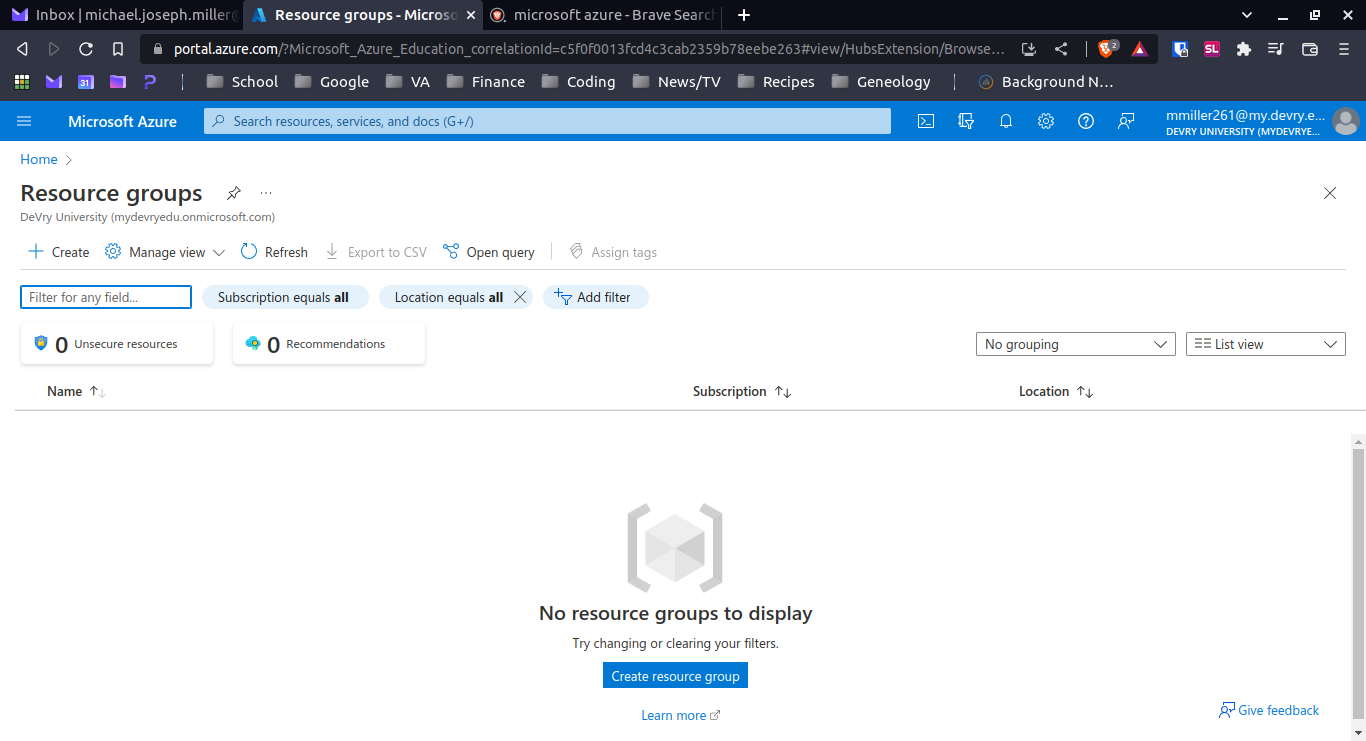 Inbox | michael.joseph.miller@
Resource groups - Microso
microsoft azure - Brave Search
portal.azure.com/?Microsoft_Azure_Education_correlationId=c5f0f0013fcd4c3cab2359b78eebe263#view/HubsExtension/Browse...
2
SL
31
School
Google
VA
Finance
Coding
News/TV
Recipes
Geneology
Background N...
Microsoft Azure
Search resources, services, and docs (G+/)
mmiller261@my.devry.e...
DEVRY UNIVERSITY (MYDEVRYE...
Home
Resource groups
...
DeVry University (mydevryedu.onmicrosoft.com)
Create
Manage view
Refresh
Export to CSV
Open query
Assign tags
Filter for any field...
Subscription equals all
Location equals all
Add filter
0 Unsecure resources
0 Recommendations
No grouping
List view
Name
Subscription
Location
No resource groups to display
Try changing or clearing your filters.
Create resource group
Learn more
Give feedback